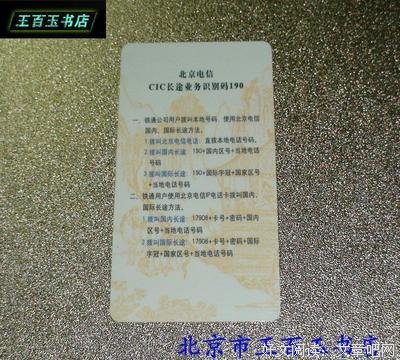 王百玉书店
北京电信
CIC长途业务识别码190
一、铁通公司用户拨叫本地号码、使用北京电信
国内、国际长途方法。
1.拨叫北京电信电话：直拨本地电话号码。
2.拨叫国内长途：190+国内区号+当地电话
号码
3.拨叫国际长途：190+国际字冠+国家区号
+当地电话号码
二、铁通用户使用北京电信IP电话卡拨叫国内、
国际长途方法。
1.拨叫国内长途：17908+卡号+密码+国内
区号+当地电话号码
2.拨叫国际长途：17908+卡号+密码+国际
字冠+国家区号+当地电话号码
北京市王百玉书店